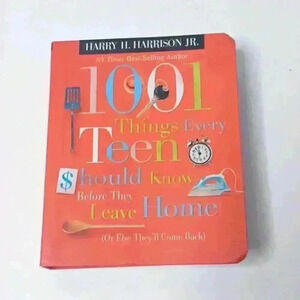 HARRY H. HARRISON JR.
NY Times Best-Selling Author
1001
Things Every
Teen
$hould Know
Before They
Leave Home
(Or Else They'll Come Back)